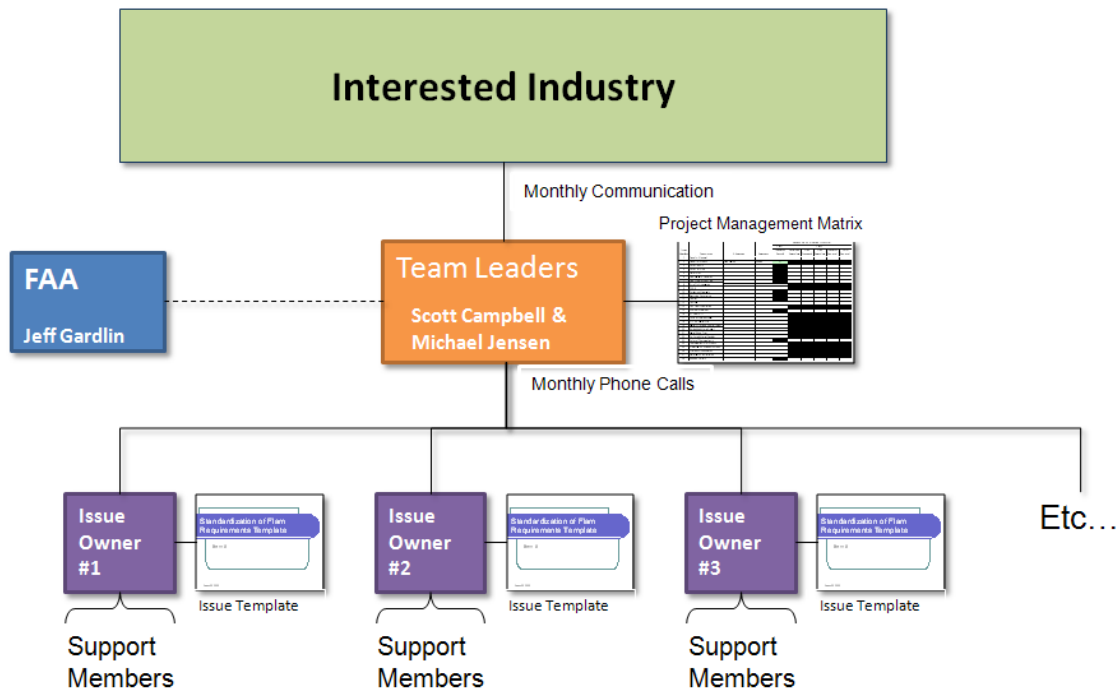 Interested Industry
Monthly Communication
Project Management Matrix
FAA
Jeff Gardlin
Team Leaders
Scott Campbell &
Michael Jensen
Monthly Phone Calls
Issue
Owner
#1
Standardization of Flam
Requirements Template
Issue Template
Support
Members
Issue
Owner
#2
Standardization of Flam
Requirements Template
Issue Template
Support
Members
Issue
Owner
#3
Standardization of Flam
Requirements Template
Issue Template
Support
Members
Etc...